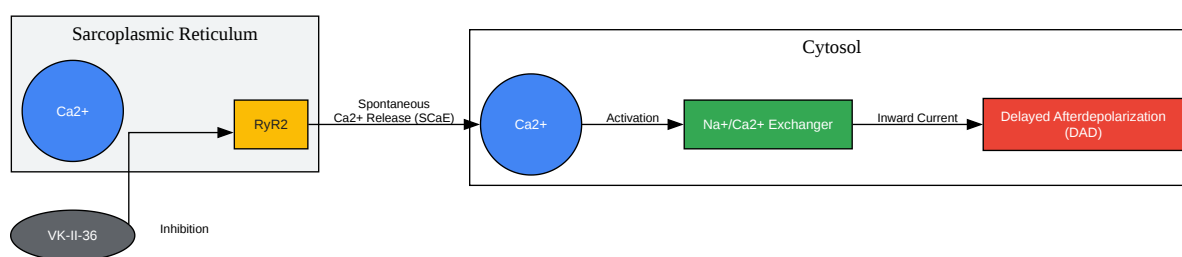 Sarcoplasmic Reticulum
Ca2+
RyR2
VK-II-36
Inhibition
Spontaneous
Ca2+ Release (SCaE)
Cytosol
Ca2+
Activation
Na+/Ca2+ Exchanger
Inward Current
Delayed Afterdepolarization
(DAD)